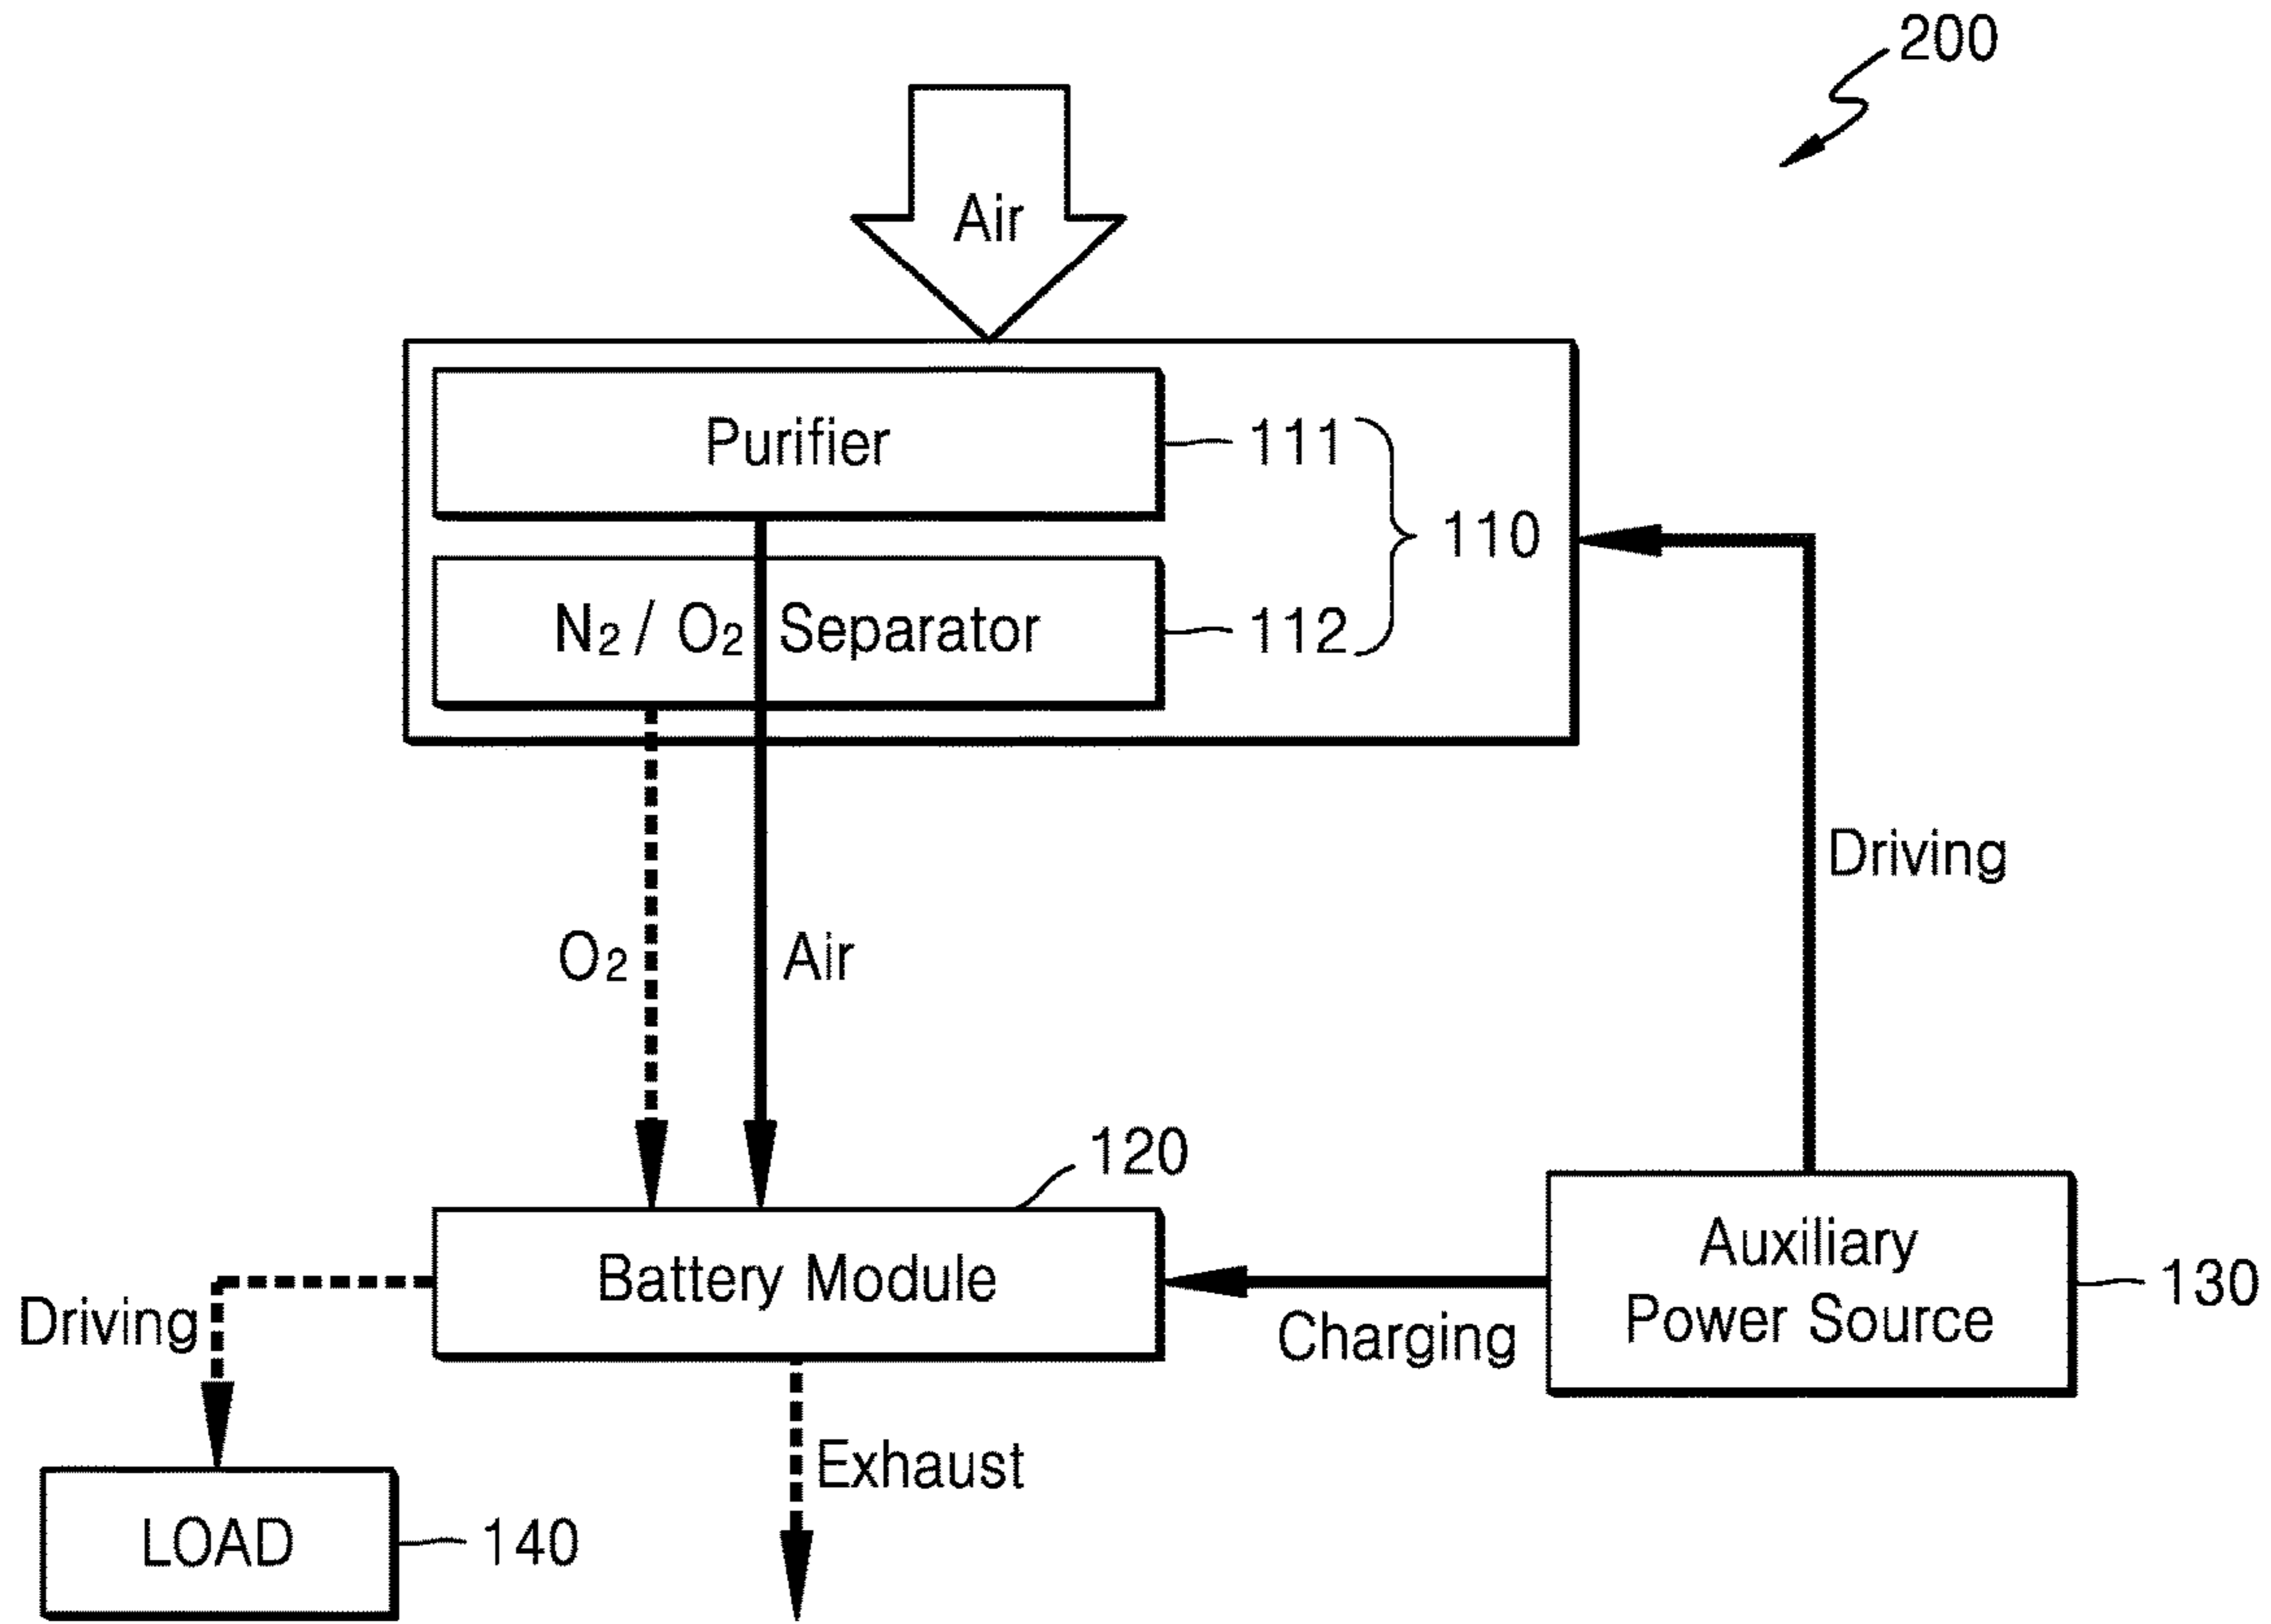 200
Air
Purifier
111
110
N2 / O2 Separator
112
Driving
O2
Air
120
Battery Module
Auxiliary
Power Source
130
Driving
Charging
Exhaust
LOAD
140